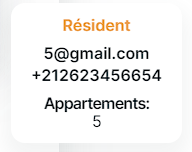 Résident
5@gmail.com
+212623456654
Appartements:
5